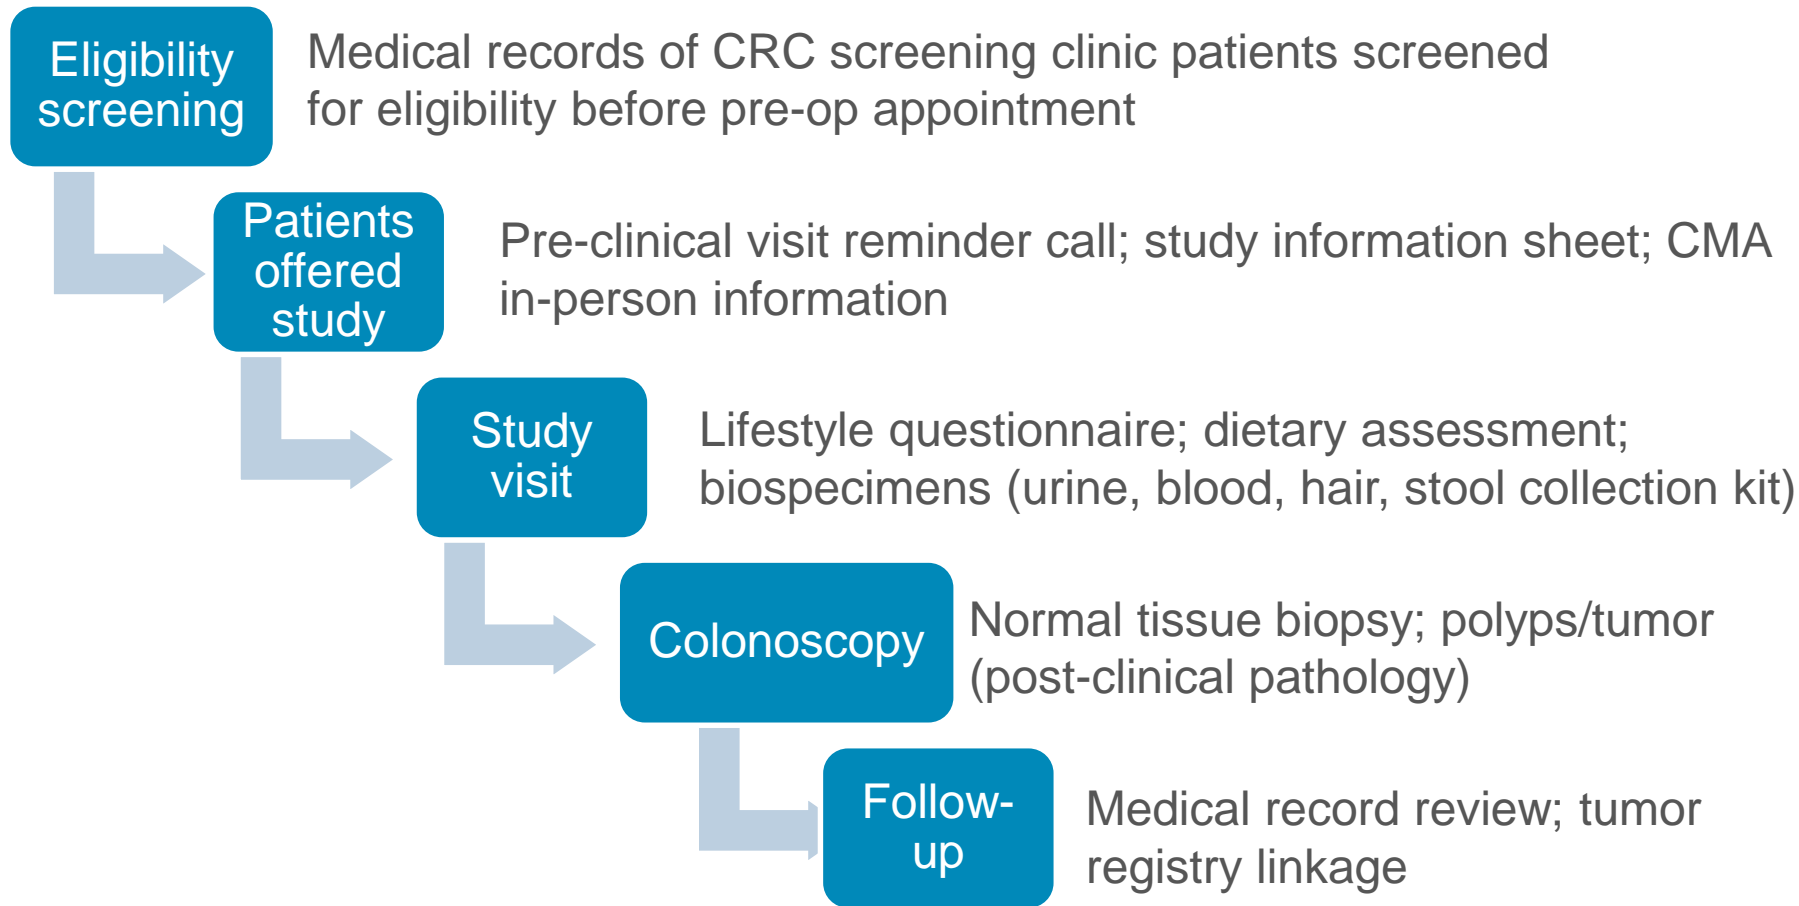 Eligibility
screening
Medical records of CRC screening clinic patients screened
for eligibility before pre-op appointment
Patients
offered
study
Pre-clinical visit reminder call; study information sheet; CMA
in-person information
Study
visit
Lifestyle questionnaire; dietary assessment;
biospecimens (urine, blood, hair, stool collection kit)
Colonoscopy
Normal tissue biopsy; polyps/tumor
(post-clinical pathology)
Follow-
up
Medical record review; tumor
registry linkage